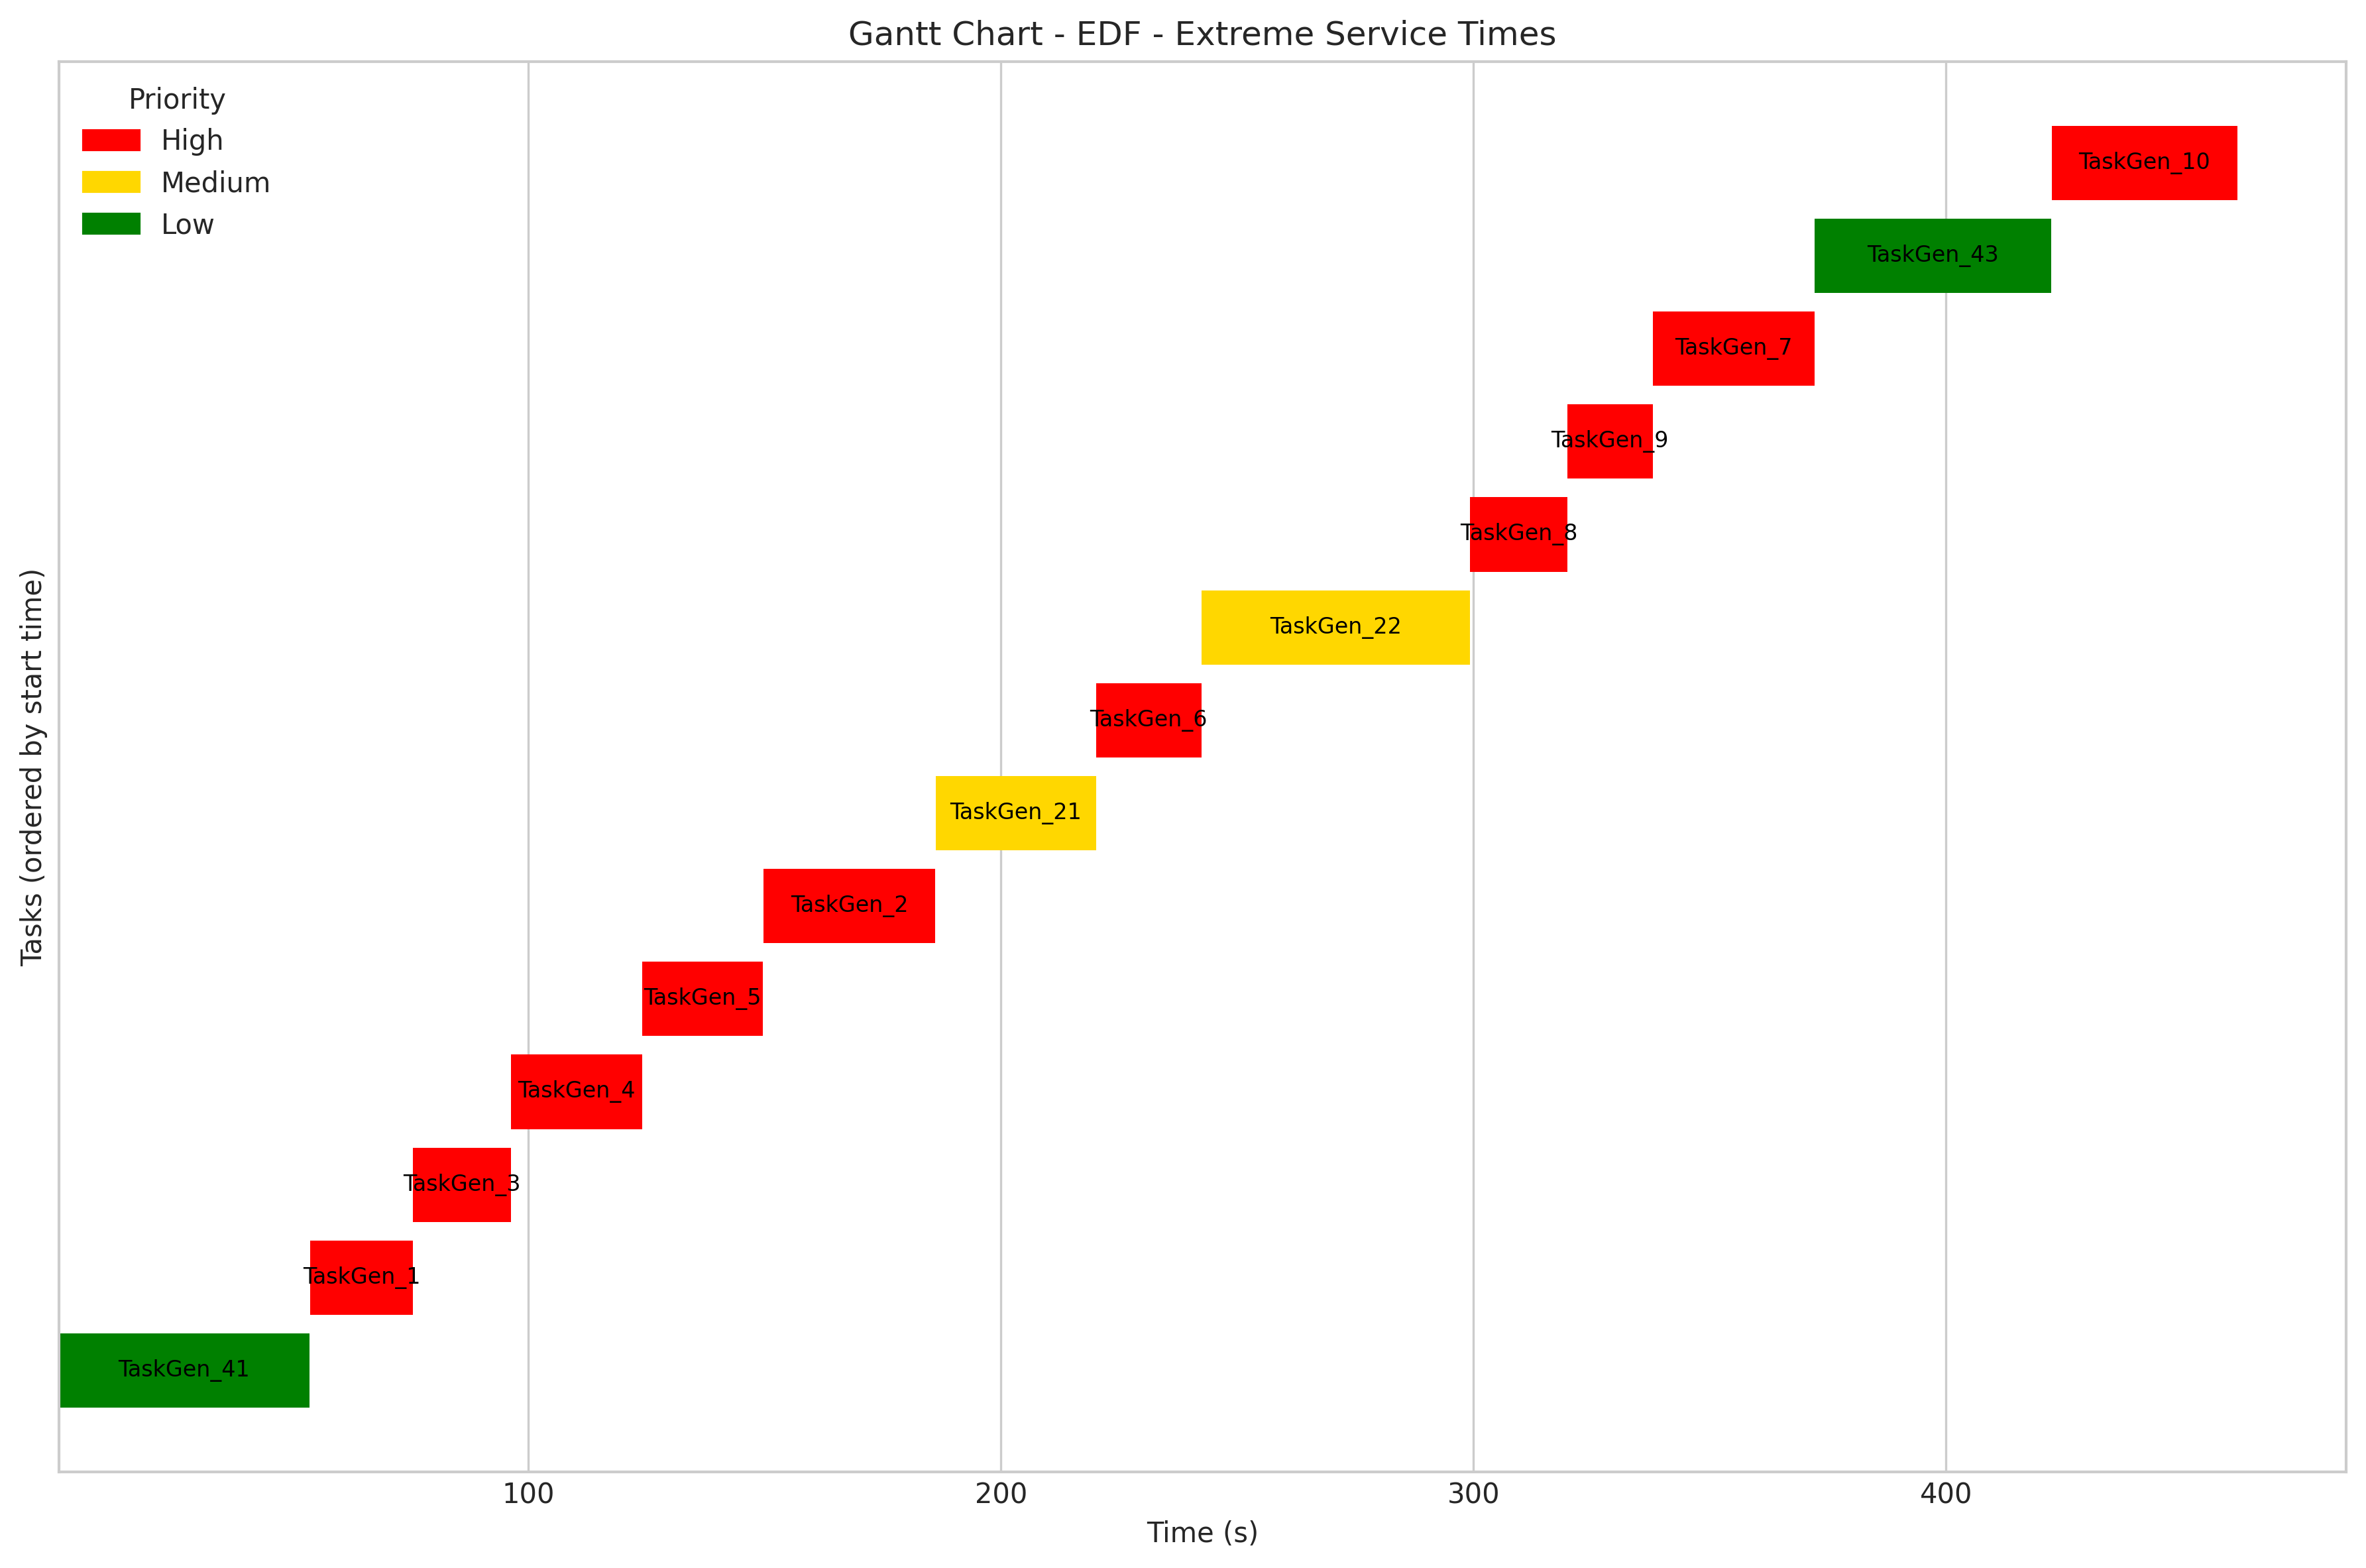 Gantt Chart - EDF - Extreme Service Times
Priority
High
Medium
Low
TaskGen_10
TaskGen_43
TaskGen_7
TaskGen_9
TaskGen_8
TaskGen_22
TaskGen_6
TaskGen_21
TaskGen_2
TaskGen_5
TaskGen_4
TaskGen_3
TaskGen_1
TaskGen_41
Tasks (ordered by start time)
100 200 300 400
Time (s)